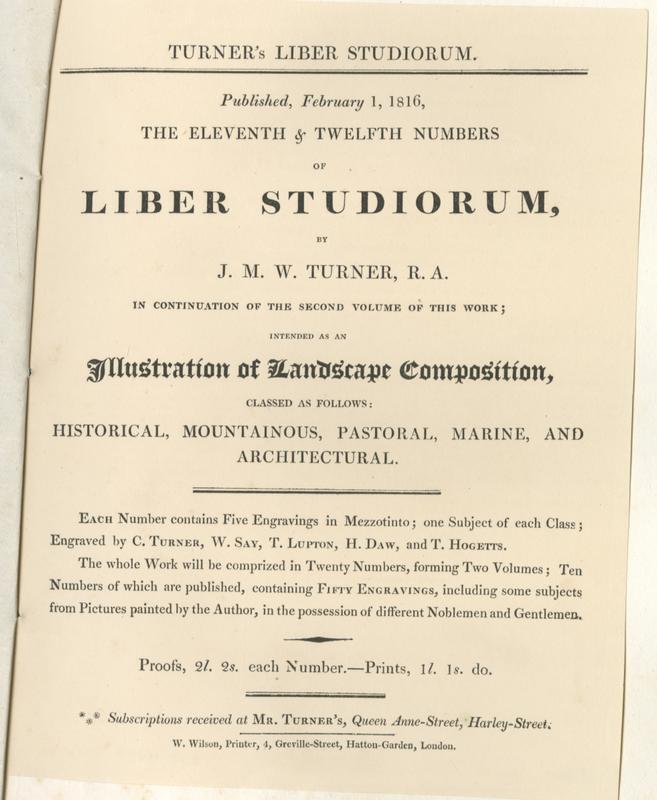 TURNER's LIBER STUDIORUM.
Published, February 1, 1816,
THE ELEVENTH & TWELFTH NUMBERS
OF
LIBER STUDIORUM,
BY
J. M. W. TURNER, R. A.
IN CONTINUATION OF THE SECOND VOLUME OF THIS WORK;
INTENDED AS AN
Illustration of Landscape Composition,
CLASSED AS FOLLOWS:
HISTORICAL, MOUNTAINOUS, PASTORAL, MARINE, AND
ARCHITECTURAL.
EACH Number contains Five Engravings in Mezzotinto; one Subject of each Class;
Engraved by C. TURNER, W. SAY, T. LUPTON, H. DAW, and T. HOGETTS.
The whole Work will be comprized in Twenty Numbers, forming Two Volumes; Ten
Numbers of which are published, containing FIFTY ENGRAVINGS, including some subjects
from Pictures painted by the Author, in the possession of different Noblemen and Gentlemen.
Proofs, 2l. 2s. each Number.—Prints, 1l. 1s. do.
*** Subscriptions received at MR. TURNER'S, Queen Anne-Street, Harley-Street.
W. Wilson, Printer, 4, Greville-Street, Hatton-Garden, London.